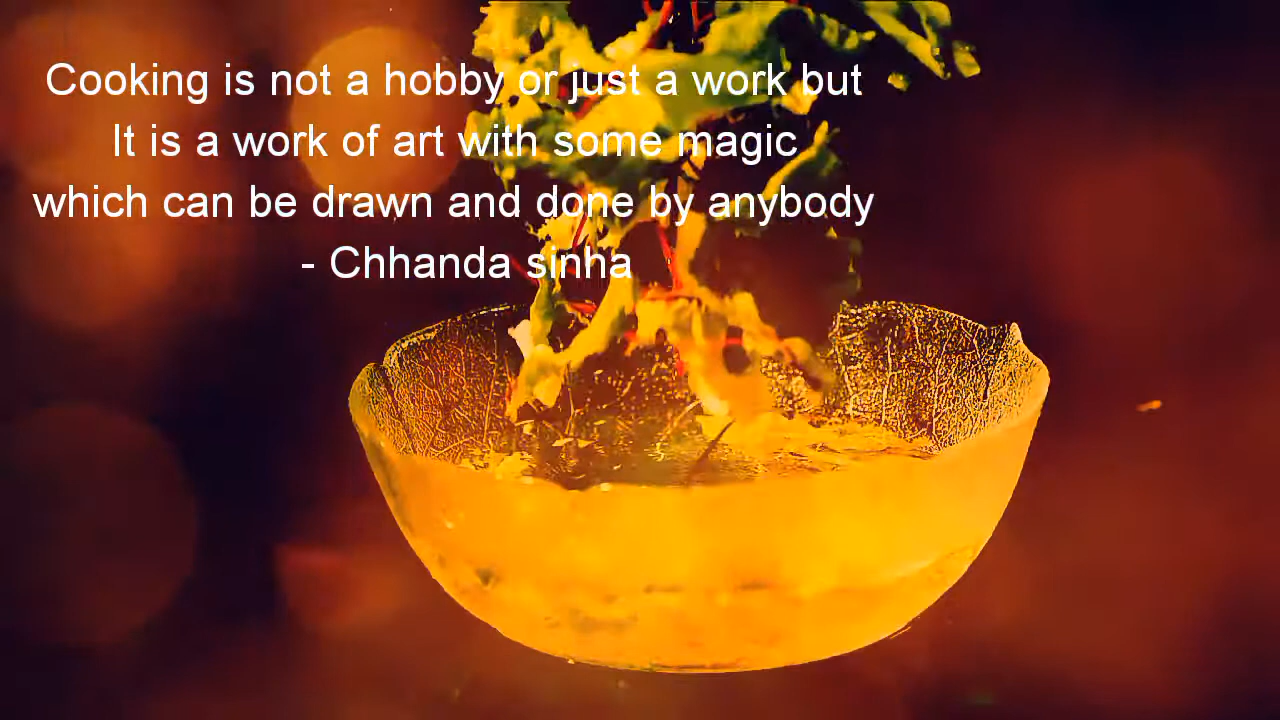 Cooking is not a hobby or just a work but
It is a work of art with some magic
which can be drawn and done by anybody
- Chhanda sinha